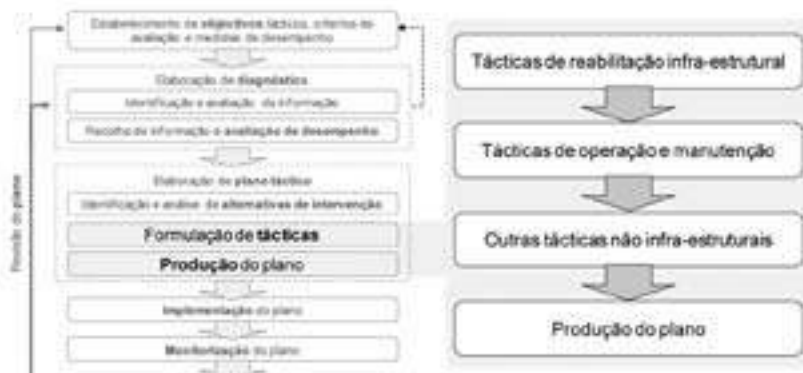 Estabelecimento de objectivos tácticos, critérios de
avaliação e medidas de desempenho
Elaboração de diagnóstico
Identificação e avaliação da informação
Recolha de informação e avaliação de desempenho
Elaboração de plano táctico
Identificação e análise de alternativas de intervenção
Formulação de tácticas
Produção do plano
Implementação do plano
Monitorização do plano
Revisão do plano
Tácticas de reabilitação infra-estrutural
Tácticas de operação e manutenção
Outras tácticas não infra-estruturais
Produção do plano